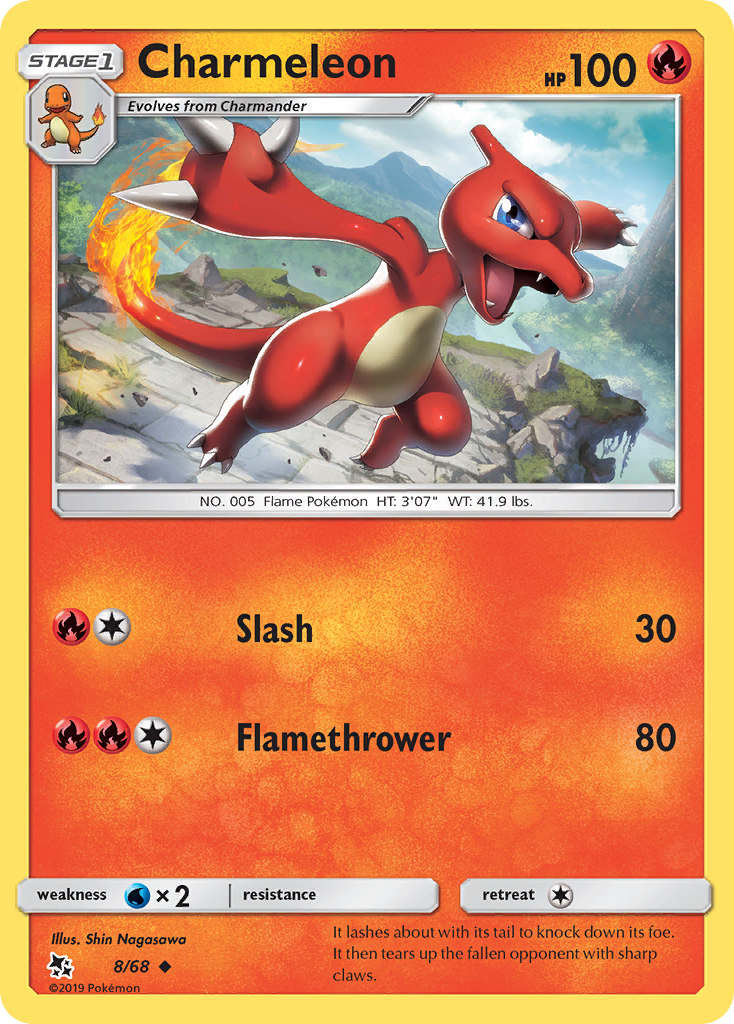 STAGE1
Charmeleon
HP 100
Evolves from Charmander
NO. 005 Flame Pokémon HT: 3'07" WT: 41.9 lbs.
Slash 30
Flamethrower 80
weakness ×2 resistance retreat
Illus. Shin Nagasawa
8/68
©2019 Pokémon
It lashes about with its tail to knock down its foe.
It then tears up the fallen opponent with sharp
claws.